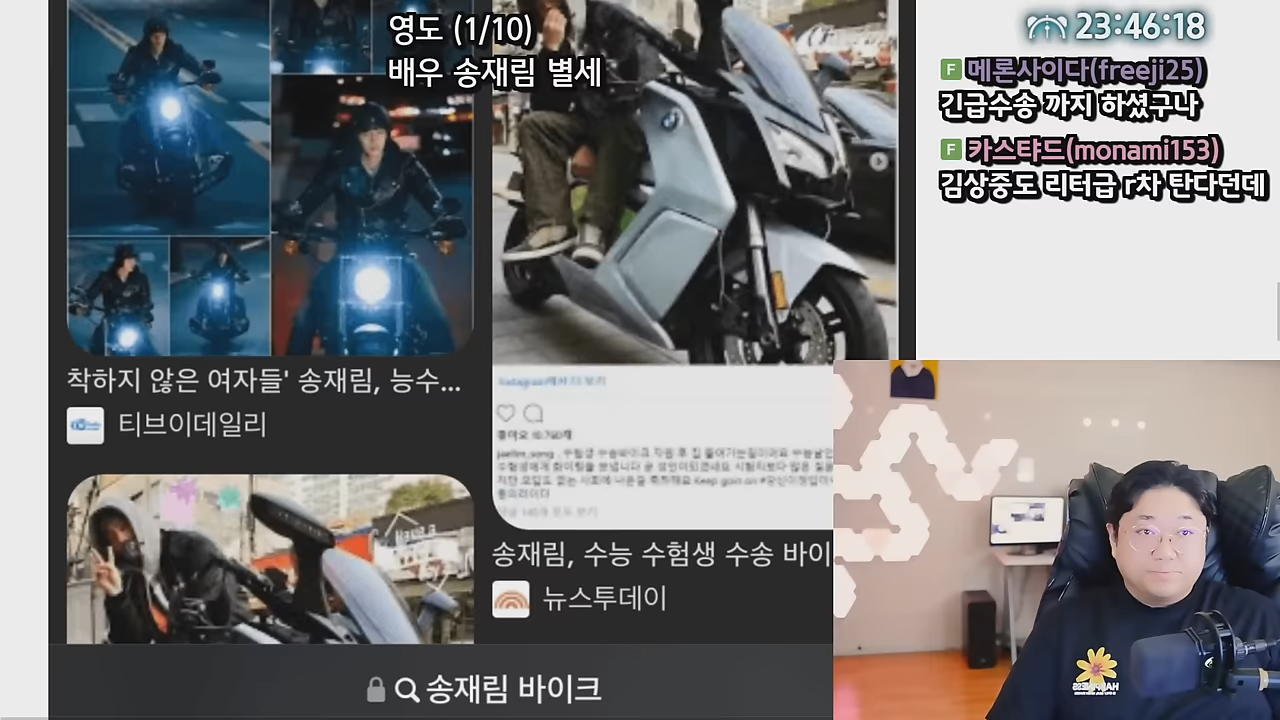 영도 (1/10)
배우 송재림 별세
23:46:18
F 메론사이다(freeji25)
긴급수송 까지 하셨구나
F 카스탸드(monami153)
김상중도 리터급 r차 탄다던데
착하지 않은 여자들' 송재림, 능수...
티브이데일리
송재림, 수능 수험생 수송 바이
뉴스투데이
송재림 바이크